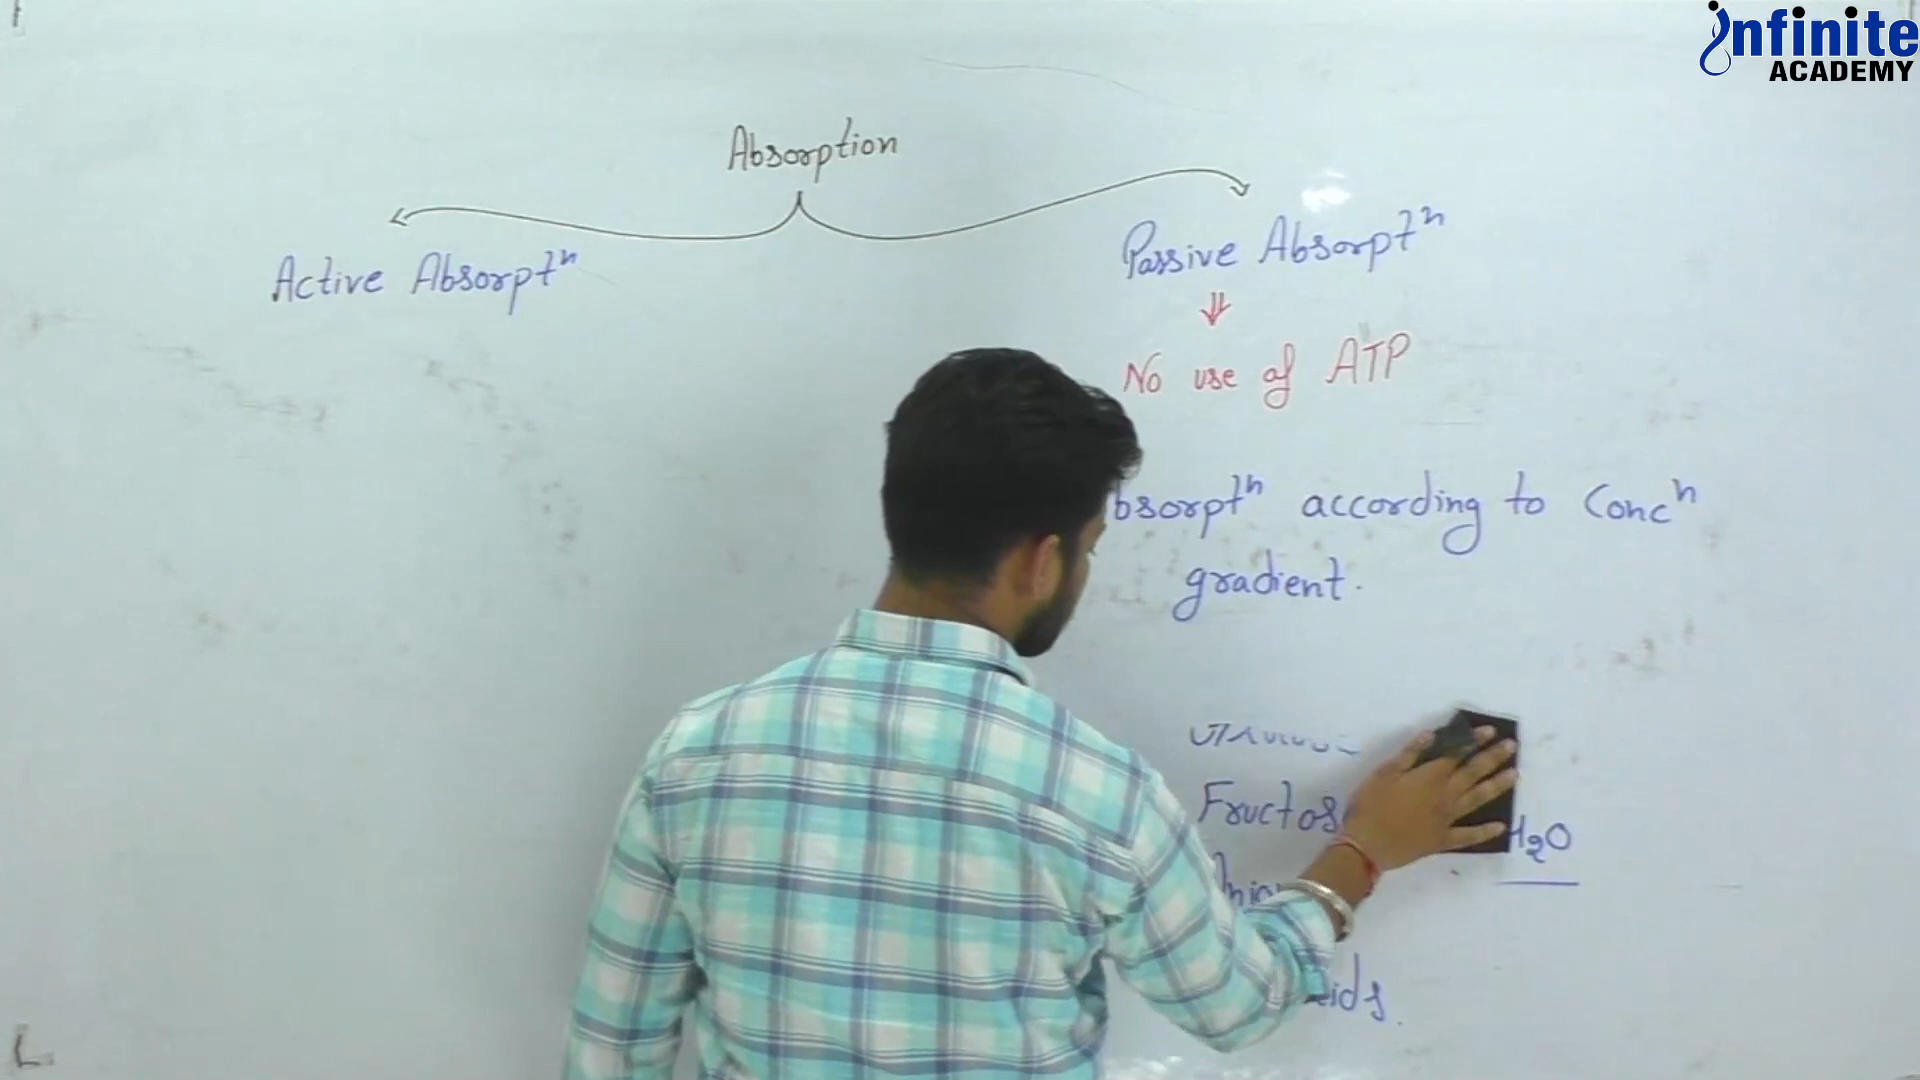 infinite
ACADEMY
Absorption
Active Absorptⁿ
Passive Absorptⁿ
No use of ATP
bsorptⁿ according to Concⁿ
gradient.
Fructos
H₂O